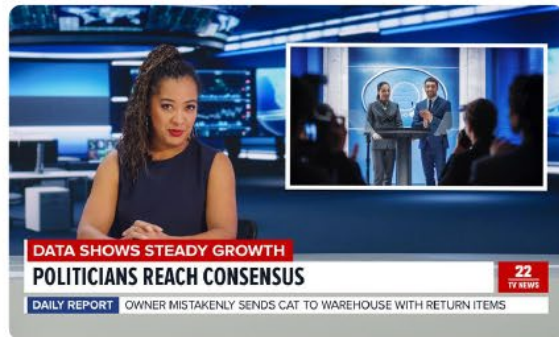 DATA SHOWS STEADY GROWTH
POLITICIANS REACH CONSENSUS
22
TV NEWS
DAILY REPORT OWNER MISTAKENLY SENDS CAT TO WAREHOUSE WITH RETURN ITEMS